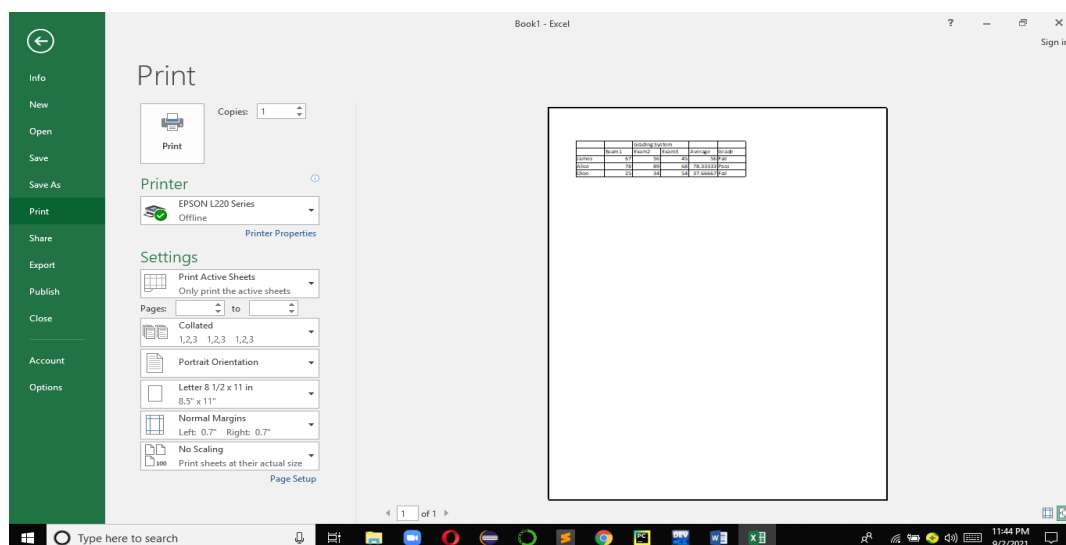 Book1 - Excel
?
Sign in
Info
New
Open
Save
Save As
Print
Share
Export
Publish
Close
Account
Options
Print
Print
Copies: 1
Printer
EPSON L220 Series
Offline
Printer Properties
Settings
Print Active Sheets
Only print the active sheets
Pages: to
Collated
1,2,3 1,2,3 1,2,3
Portrait Orientation
Letter 8 1/2 x 11 in
8.5" x 11"
Normal Margins
Left: 0.7" Right: 0.7"
No Scaling
100
Print sheets at their actual size
Page Setup
Grading System
Exam1 Exam2 Exam3 Average Grade
James 67 56 45 56 Fail
Alice 78 89 68 78.33333 Pass
25 34 54 37.66667 Fail
1 of 1
Type here to search
PC
DEV
11:44 PM
9/2/2021